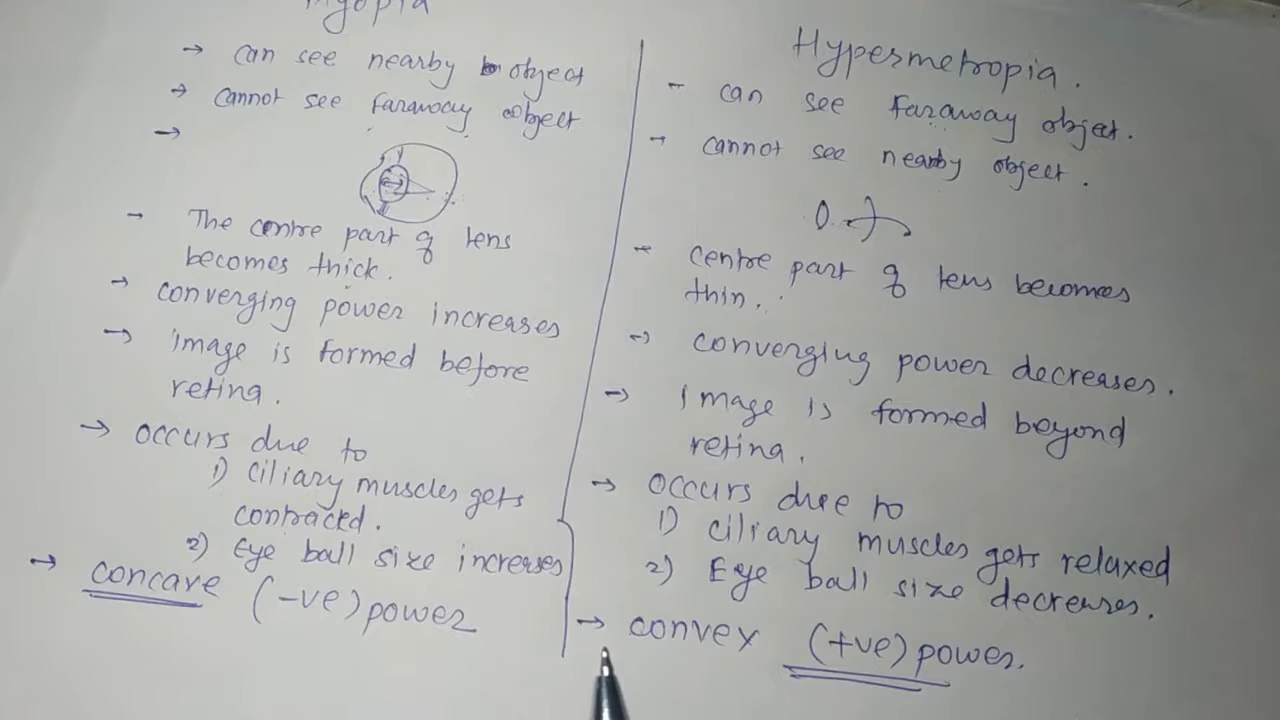 Myopia
→ can see nearby object
→ cannot see faraway object
→
- The centre part of lens
becomes thick.
→ converging power increases
→ image is formed before
retina.
→ occurs due to
1) ciliary muscles gets
contraced.
2) Eye ball size increases
→ concave (-ve) power
Hypermetropia.
- can see faraway object.
→ cannot see nearby object.
- centre part of lens becomes
thin.
→ converging power decreases.
→ image is formed beyond
retina.
→ occurs due to
1) ciliary muscles gets relaxed
2) Eye ball size decreases.
→ convex (+ve) power.